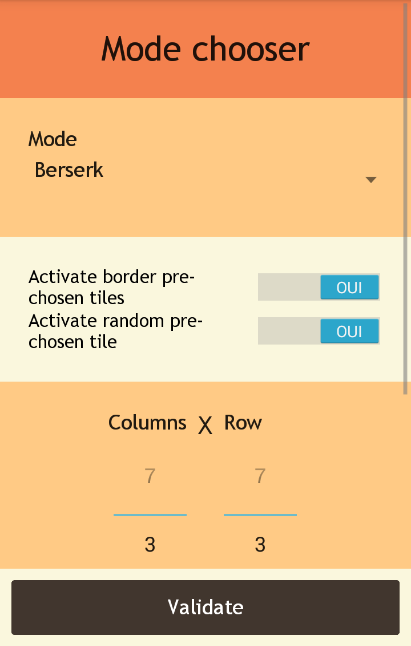 Mode chooser
Mode
Berserk
Activate border pre-
chosen tiles
OUI
Activate random pre-
chosen tile
OUI
Columns X Row
7 7
3 3
Validate